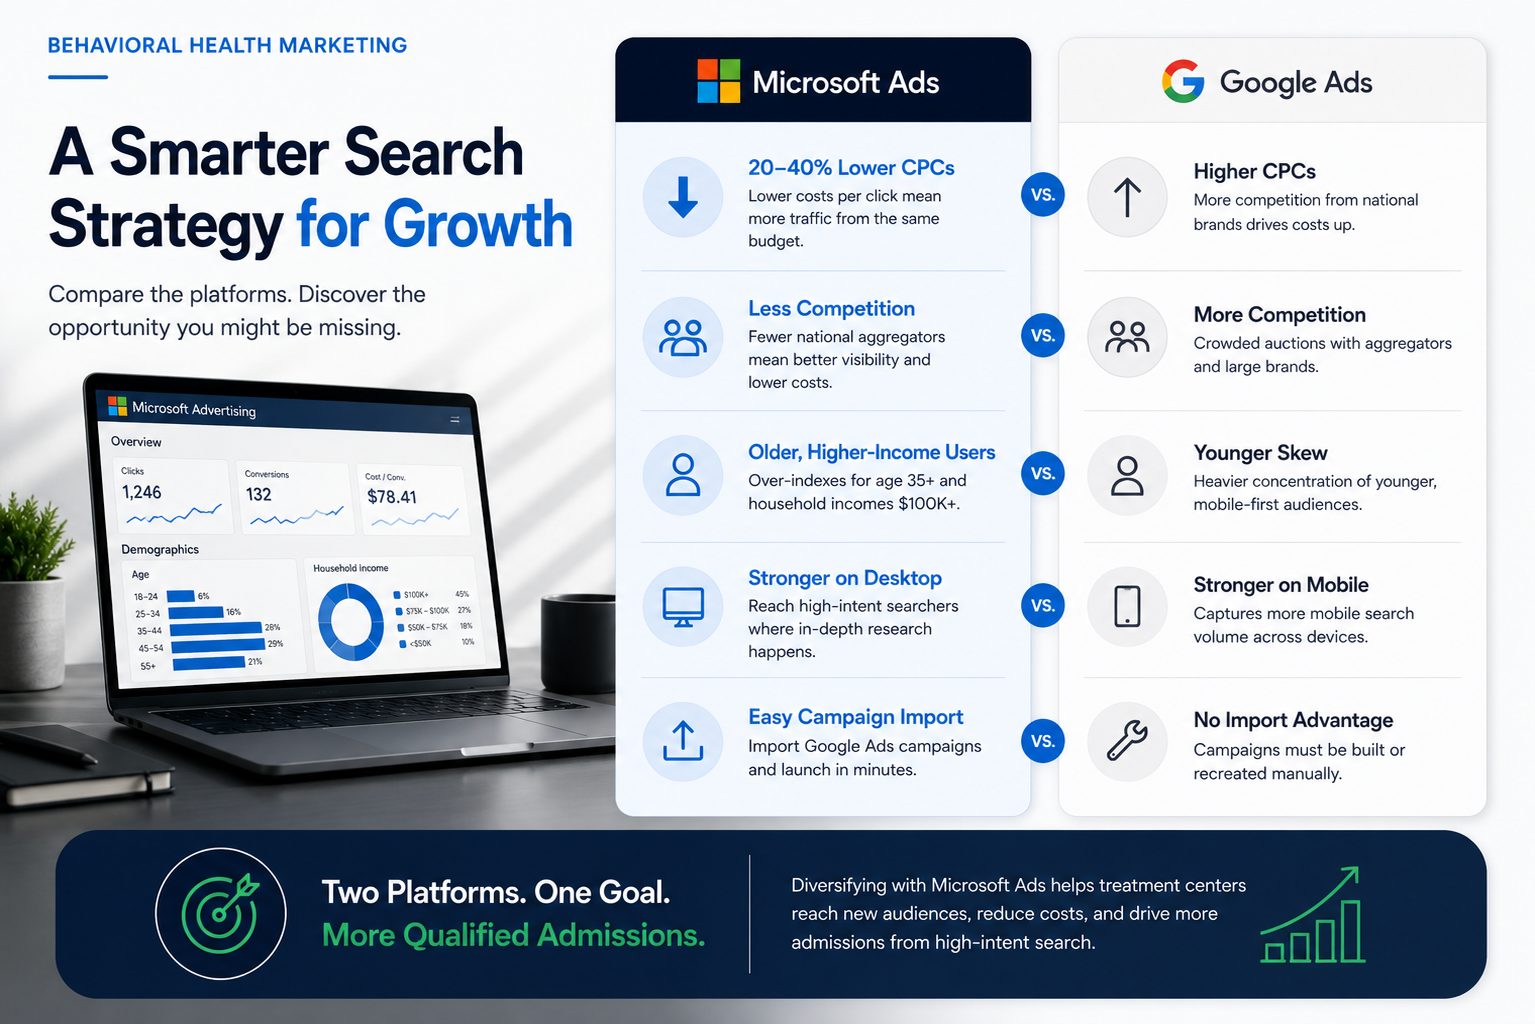 BEHAVIORAL HEALTH MARKETING
A Smarter Search
Strategy for Growth
Compare the platforms. Discover the
opportunity you might be missing.
Microsoft Advertising
Overview
Clicks
1,246
Conversions
132
Cost / Conv.
$78.41
Demographics
Age
18–24 6%
25–34 16%
35–44 28%
45–54 29%
55+ 21%
Household income
$100K+ 45%
$75K – $100K 27%
$50K – $75K 18%
<$50K 10%
Microsoft Ads
20–40% Lower CPCs
Lower costs per click mean
more traffic from the same
budget.
Less Competition
Fewer national aggregators
mean better visibility and
lower costs.
Older, Higher-Income Users
Over-indexes for age 35+ and
household incomes $100K+.
Stronger on Desktop
Reach high-intent searchers
where in-depth research
happens.
Easy Campaign Import
Import Google Ads campaigns
and launch in minutes.
VS.
VS.
VS.
VS.
VS.
Google Ads
Higher CPCs
More competition from national
brands drives costs up.
More Competition
Crowded auctions with aggregators
and large brands.
Younger Skew
Heavier concentration of younger,
mobile-first audiences.
Stronger on Mobile
Captures more mobile search
volume across devices.
No Import Advantage
Campaigns must be built or
recreated manually.
Two Platforms. One Goal.
More Qualified Admissions.
Diversifying with Microsoft Ads helps treatment centers
reach new audiences, reduce costs, and drive more
admissions from high-intent search.